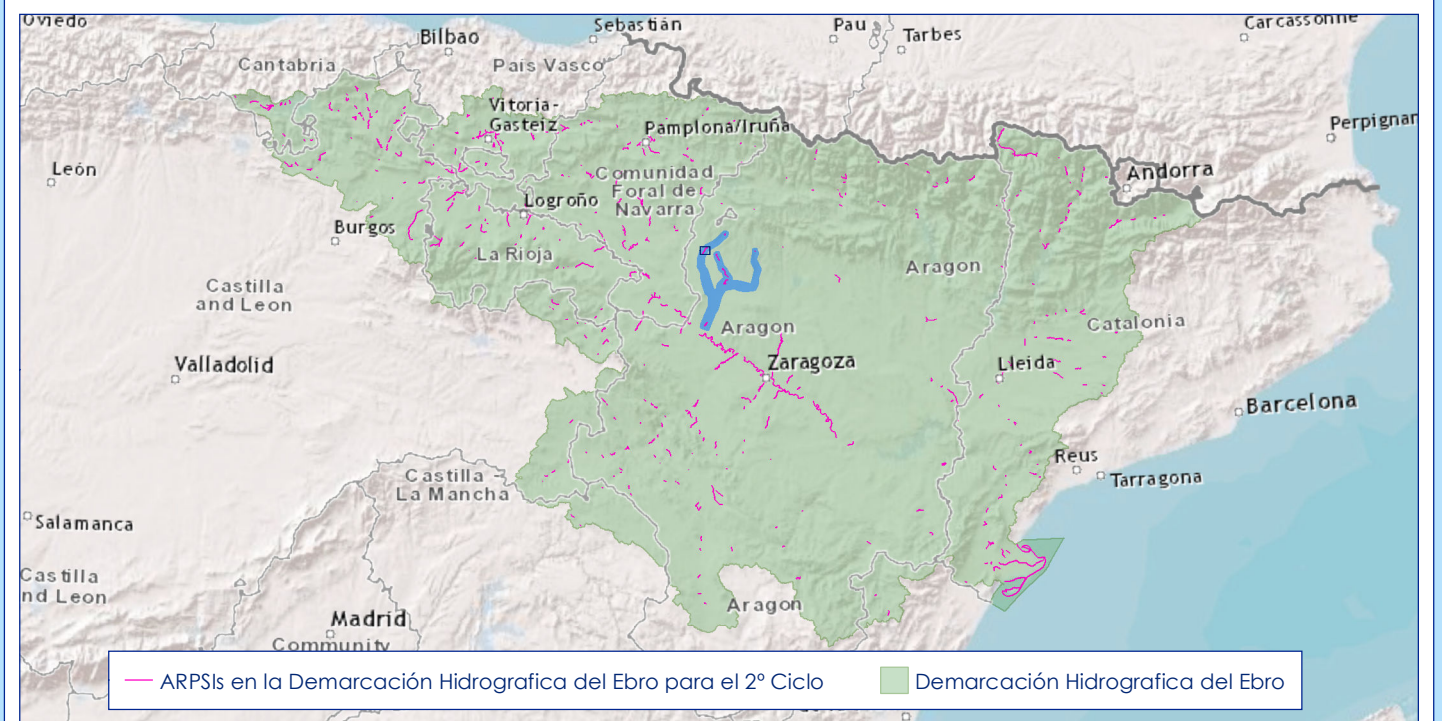 Oviedo
Sebastián
Pau
Carcassonne
Bilbao
Tarbes
Cantabria
País Vasco
Vitoria-
Gasteiz
Pamplona/Iruña
Perpignan
León
Comunidad
Foral de
Navarra
Andorra
Logroño
Burgos
La Rioja
Aragon
Castilla
and Leon
Aragon
Catalonia
Valladolid
Zaragoza
Lleida
Barcelona
Reus
Castilla
La Mancha
Tarragona
Salamanca
Castilla
nd Leon
Aragon
Madrid
Community
ARPSIs en la Demarcación Hidrografica del Ebro para el 2º Ciclo
Demarcación Hidrografica del Ebro